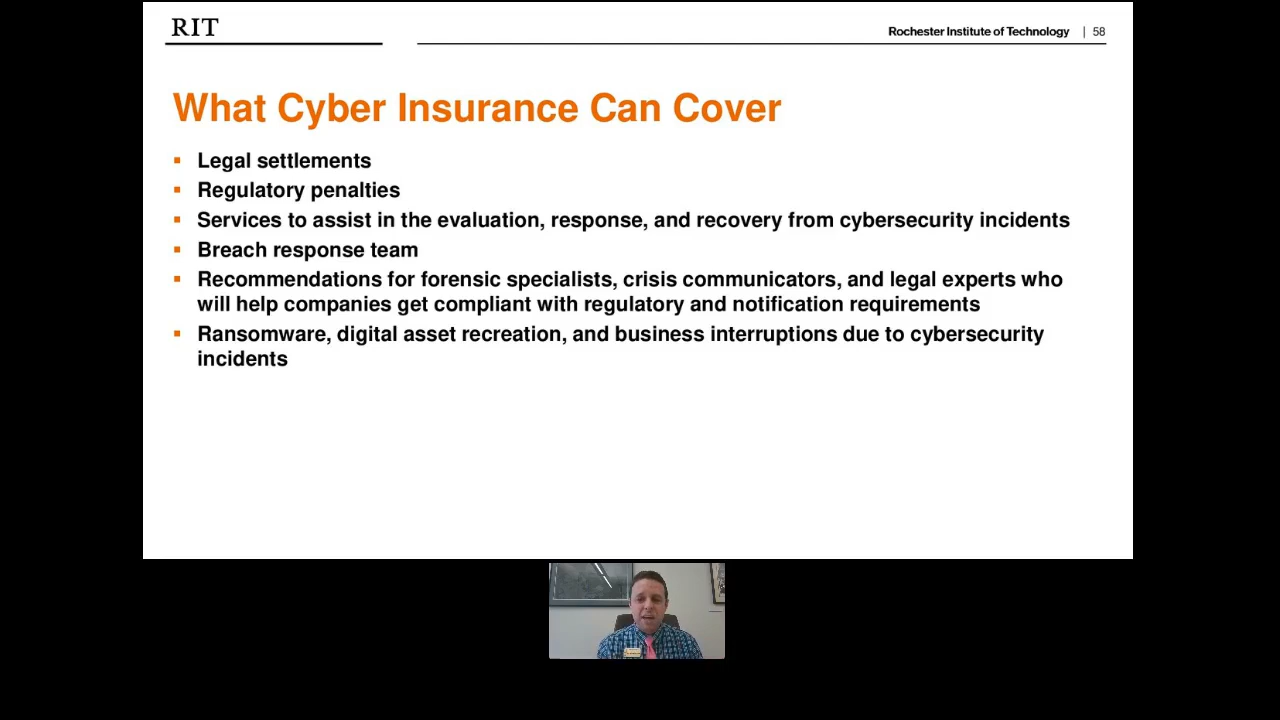 RIT
Rochester Institute of Technology | 58
What Cyber Insurance Can Cover
Legal settlements
Regulatory penalties
Services to assist in the evaluation, response, and recovery from cybersecurity incidents
Breach response team
Recommendations for forensic specialists, crisis communicators, and legal experts who
will help companies get compliant with regulatory and notification requirements
Ransomware, digital asset recreation, and business interruptions due to cybersecurity
incidents